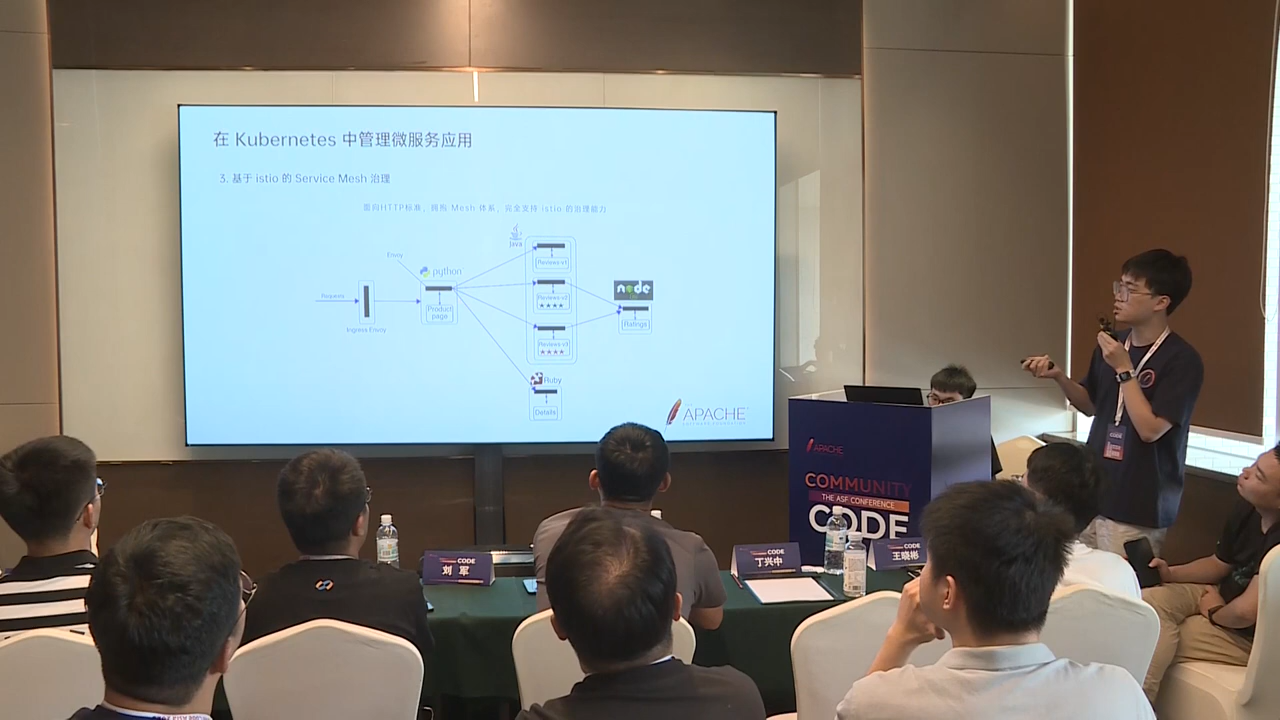 在 Kubernetes 中管理微服务应用
3. 基于 istio 的 Service Mesh 治理
面向HTTP标准，拥抱 Mesh 体系，完全支持 istio 的治理能力
Java
Reviews-v1
Envoy
python
Requests
Product
page
Ingress Envoy
Reviews-v2
★★★★
node
Ratings
Reviews-v3
★★★★
Ruby
Details
APACHE
SOFTWARE FOUNDATION
APACHE
COMMUNITY
THE ASF CONFERENCE
CODE
CODE
刘 军
CODE
丁兴中
CODE
王晓彬